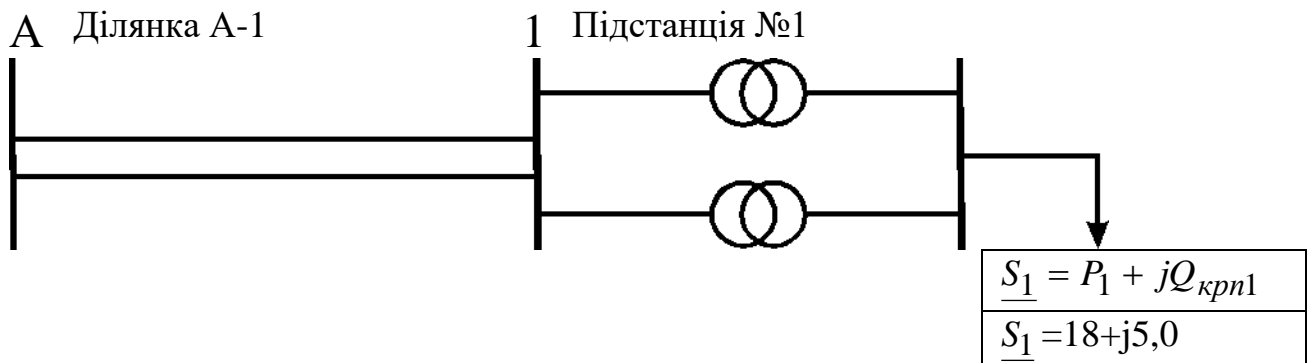 А Ділянка А-1 1 Підстанція №1
S1 = P1 + jQкрп1
S1 =18+j5,0